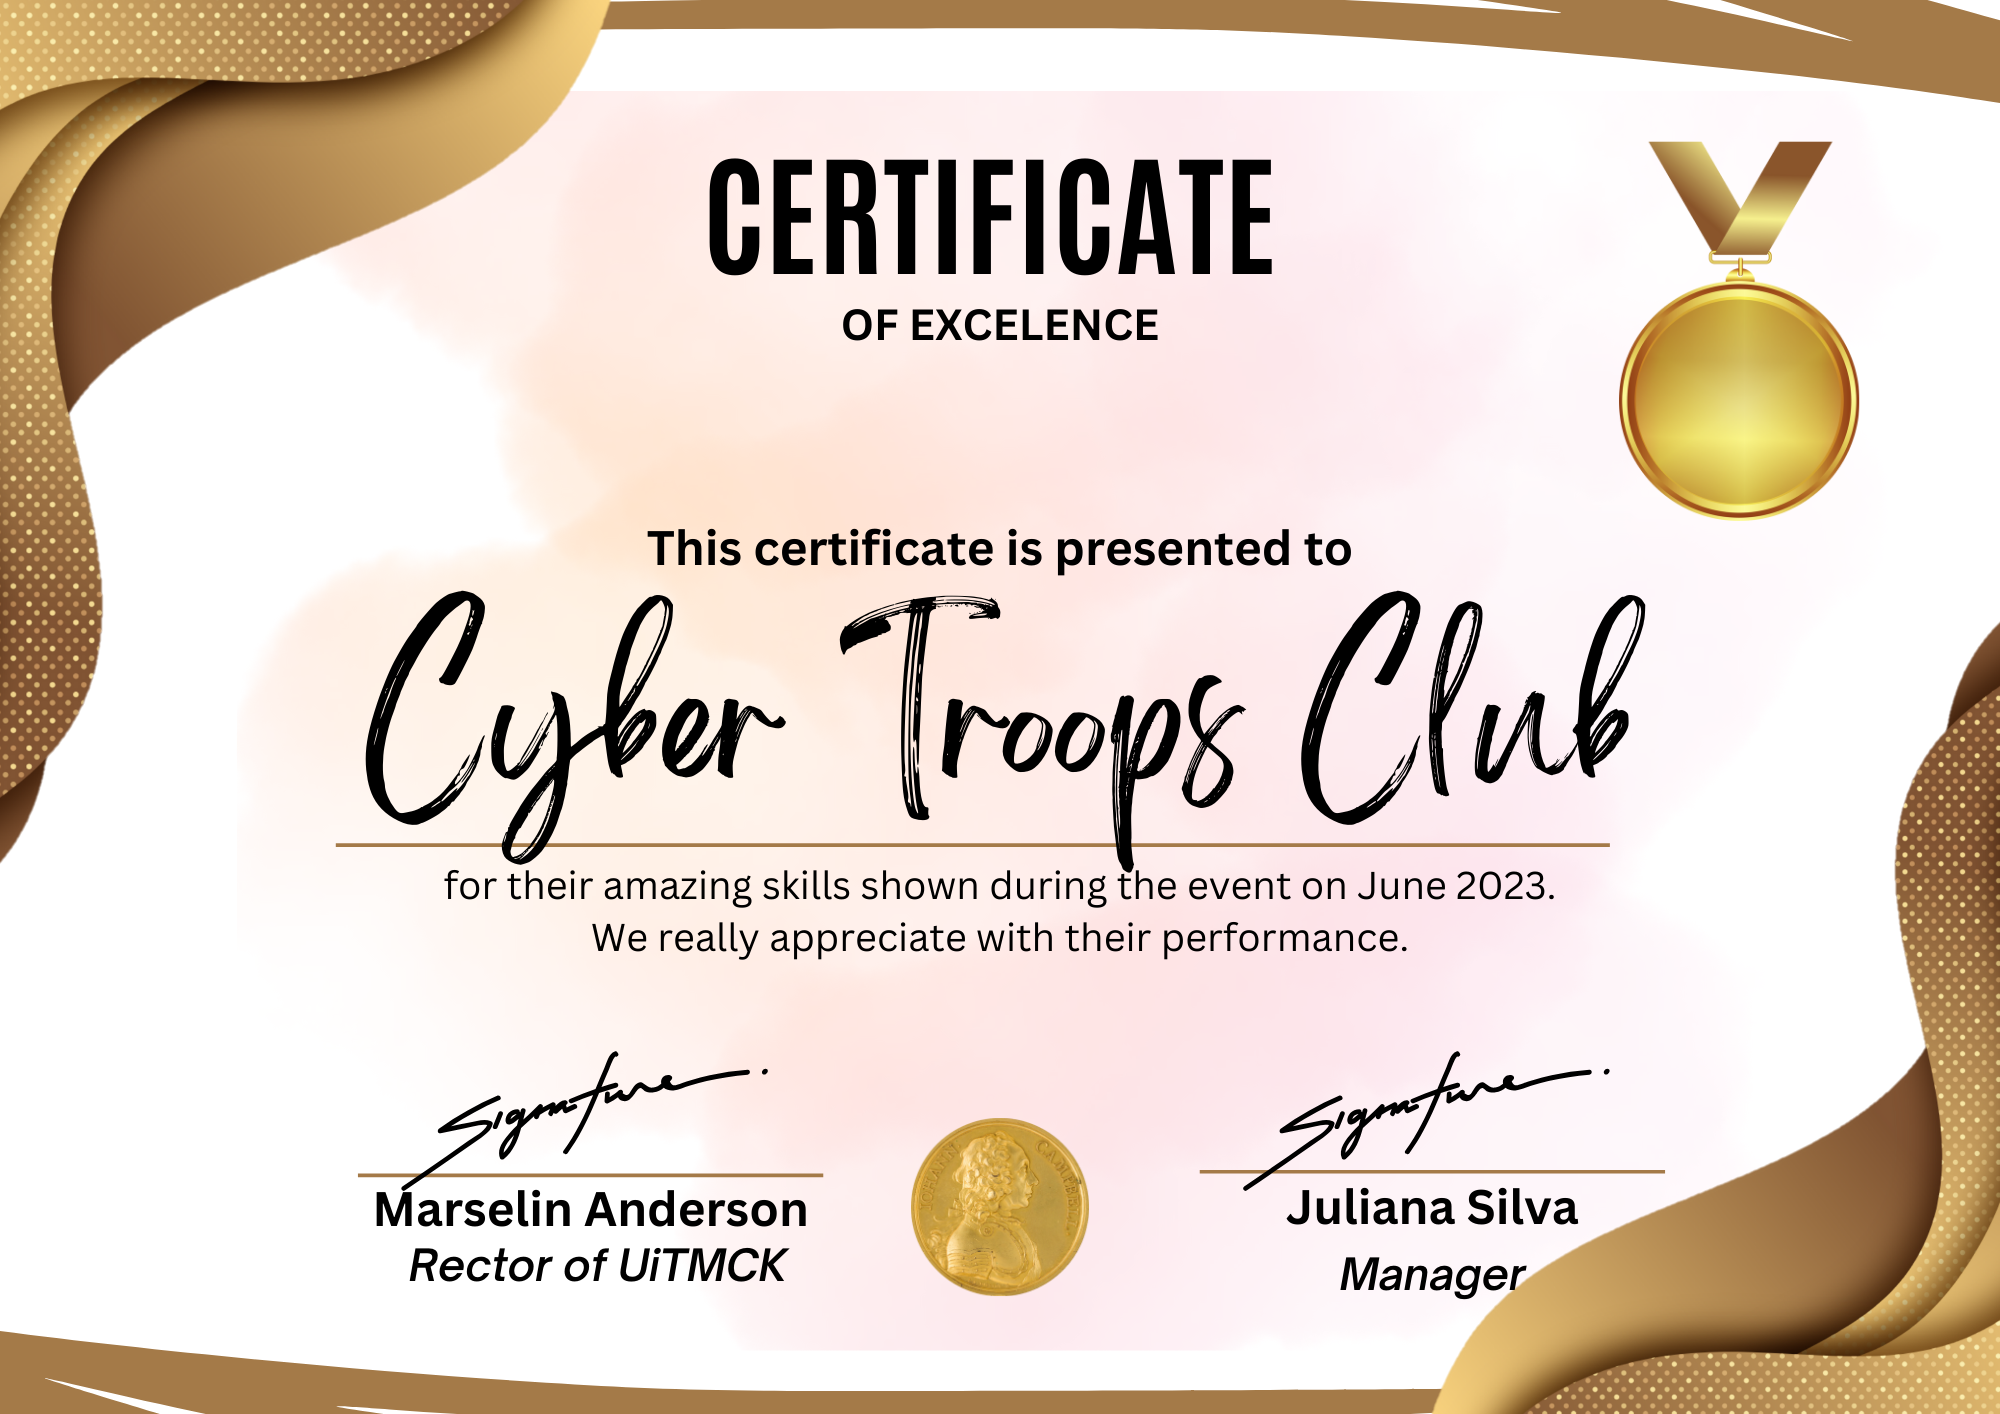 CERTIFICATE
OF EXCELENCE
This certificate is presented to
Cyber Troops Club
for their amazing skills shown during the event on June 2023.
We really appreciate with their performance.
Signature.
Signature.
Marselin Anderson
Juliana Silva
Rector of UiTMCK
Manager